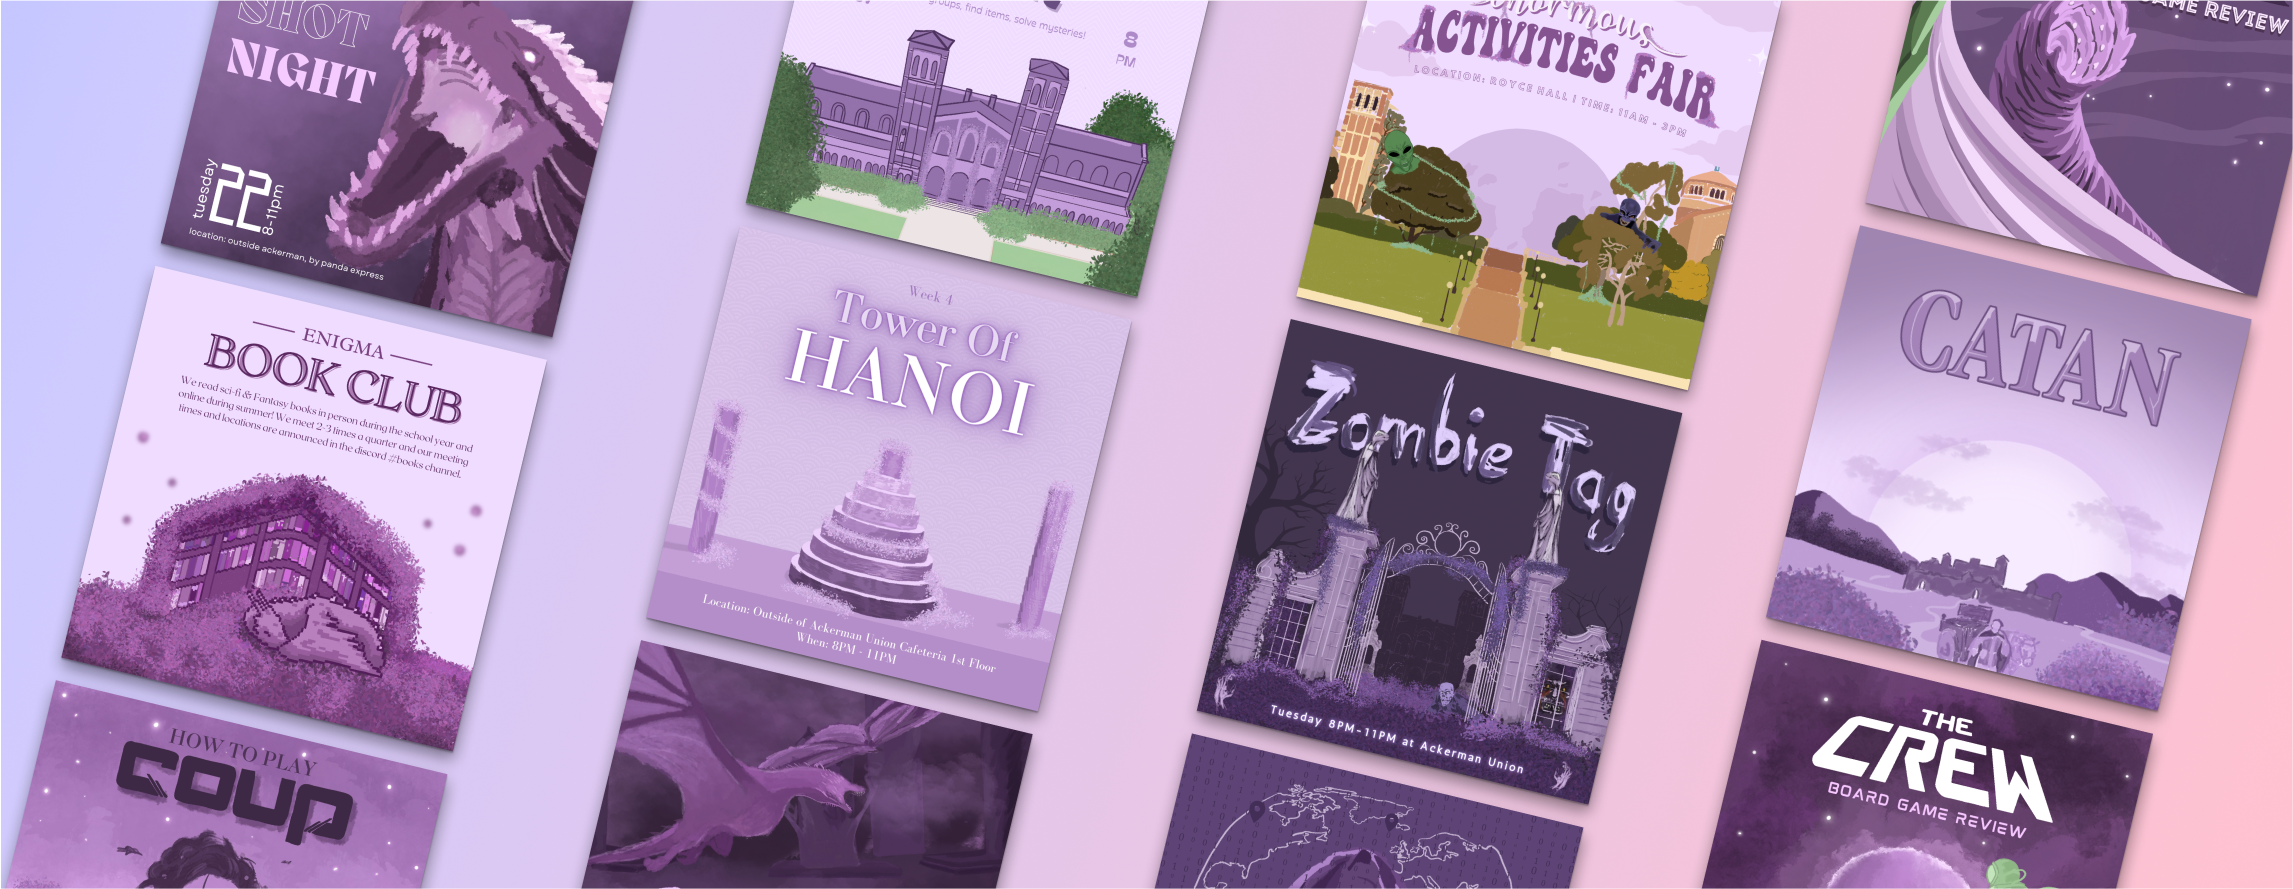 SHOT
NIGHT
tuesday
22
8-11pm
location: outside ackerman, by panda express
ENIGMA
BOOK CLUB
We read sci-fi & Fantasy books in person during the school year and
online during summer! We meet 2-3 times a quarter and our meeting
times and locations are announced in the discord #books channel.
HOW TO PLAY
COUP
groups, find items, solve mysteries!
8
PM
Week 4
Tower Of
HANOI
Location: Outside of Ackerman Union Cafeteria 1st Floor
When: 8PM - 11PM
Enormous
ACTIVITIES FAIR
LOCATION: ROYCE HALL | TIME: 11AM - 3PM
Zombie Tag
Tuesday 8PM-11PM at Ackerman Union
GAME REVIEW
CATAN
THE
CREW
BOARD GAME REVIEW